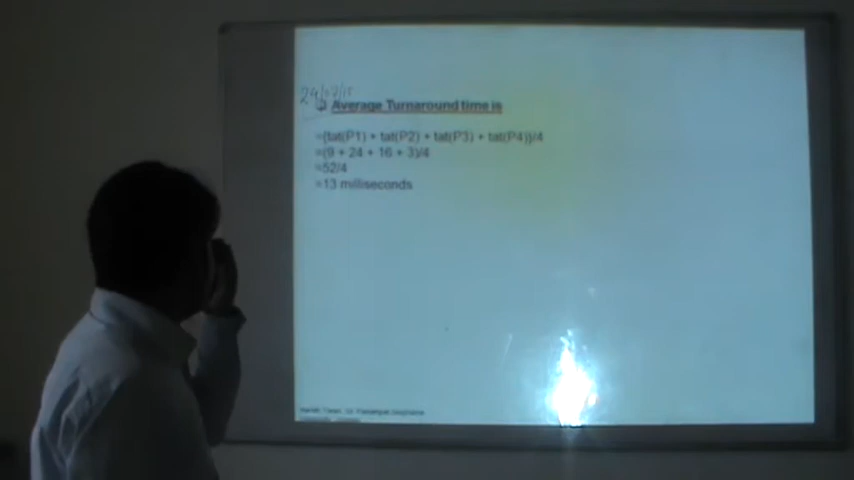 Average Turnaround time is
={tat(P1) + tat(P2) + tat(P3) + tat(P4)}/4
=(9 + 24 + 16 + 3)/4
=52/4
=13 milliseconds